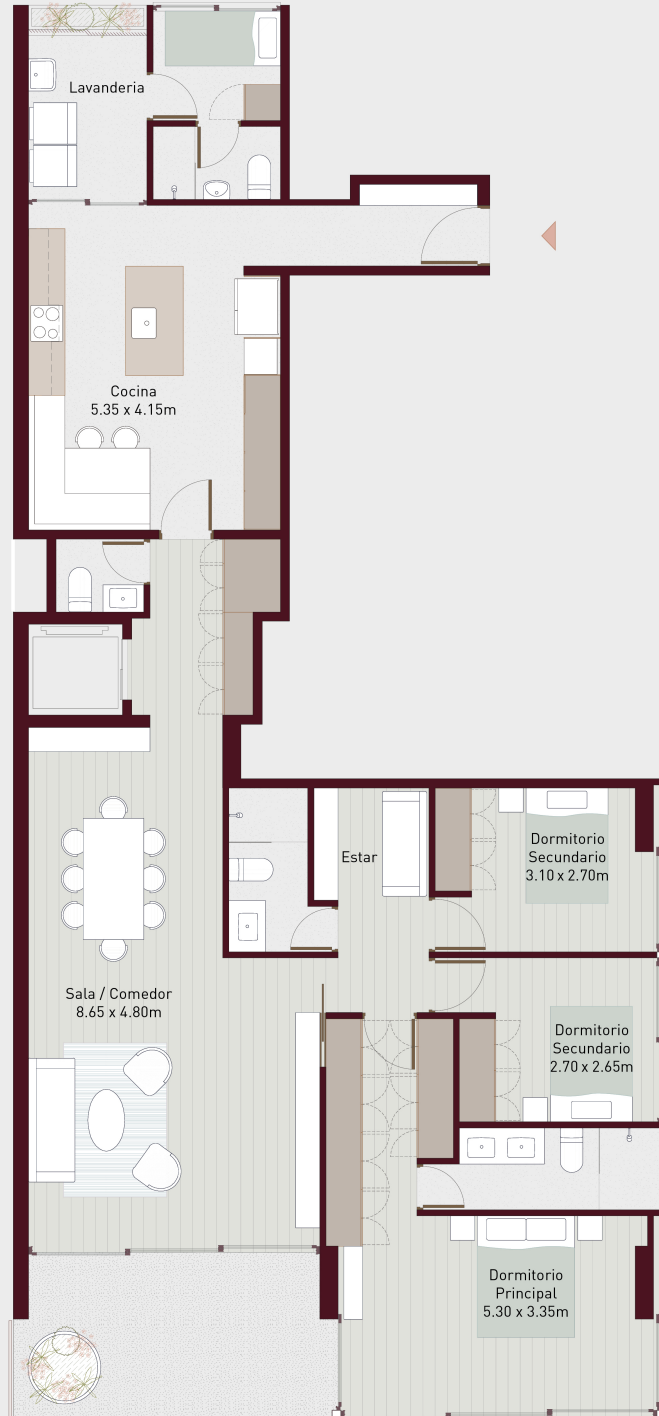 Lavanderia
Cocina
5.35 x 4.15m
Estar
Dormitorio
Secundario
3.10 x 2.70m
Sala / Comedor
8.65 x 4.80m
Dormitorio
Secundario
2.70 x 2.65m
Dormitorio
Principal
5.30 x 3.35m